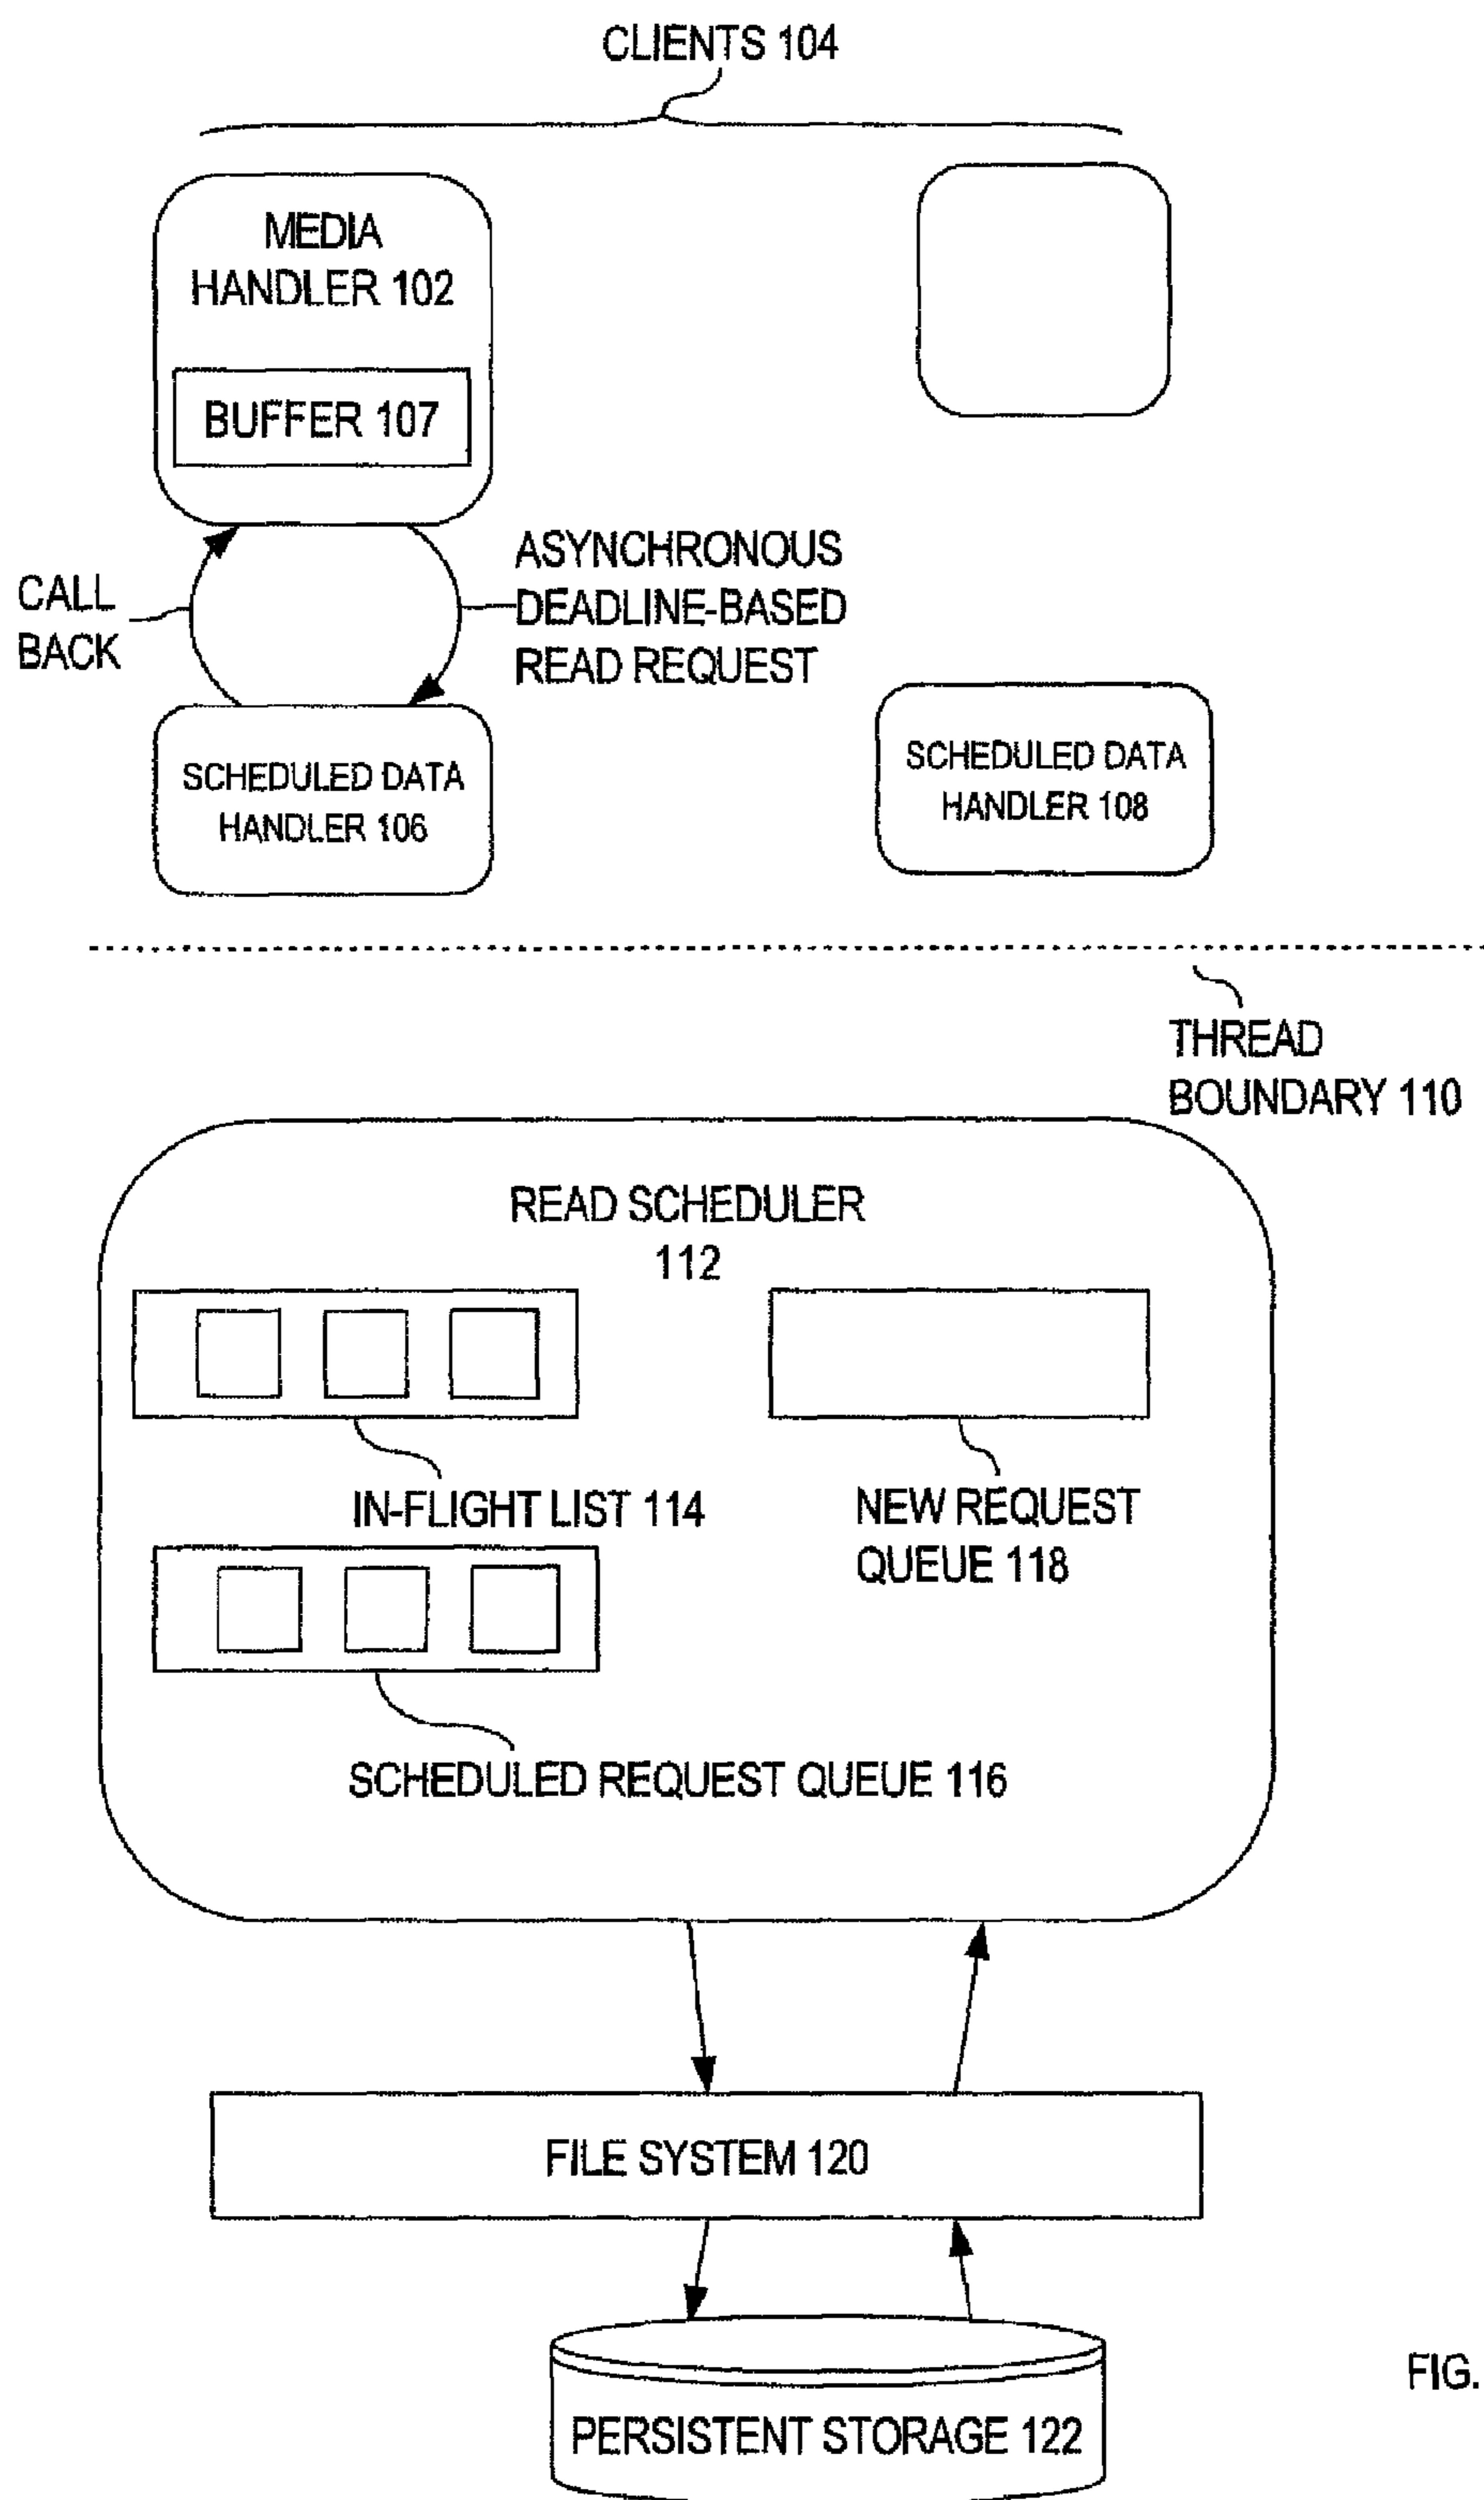 CLIENTS 104
MEDIA
HANDLER 102
BUFFER 107
CALL
BACK
ASYNCHRONOUS
DEADLINE-BASED
READ REQUEST
SCHEDULED DATA
HANDLER 106
SCHEDULED DATA
HANDLER 108
THREAD
BOUNDARY 110
READ SCHEDULER
112
IN-FLIGHT LIST 114
NEW REQUEST
QUEUE 118
SCHEDULED REQUEST QUEUE 116
FILE SYSTEM 120
PERSISTENT STORAGE 122
FIG.